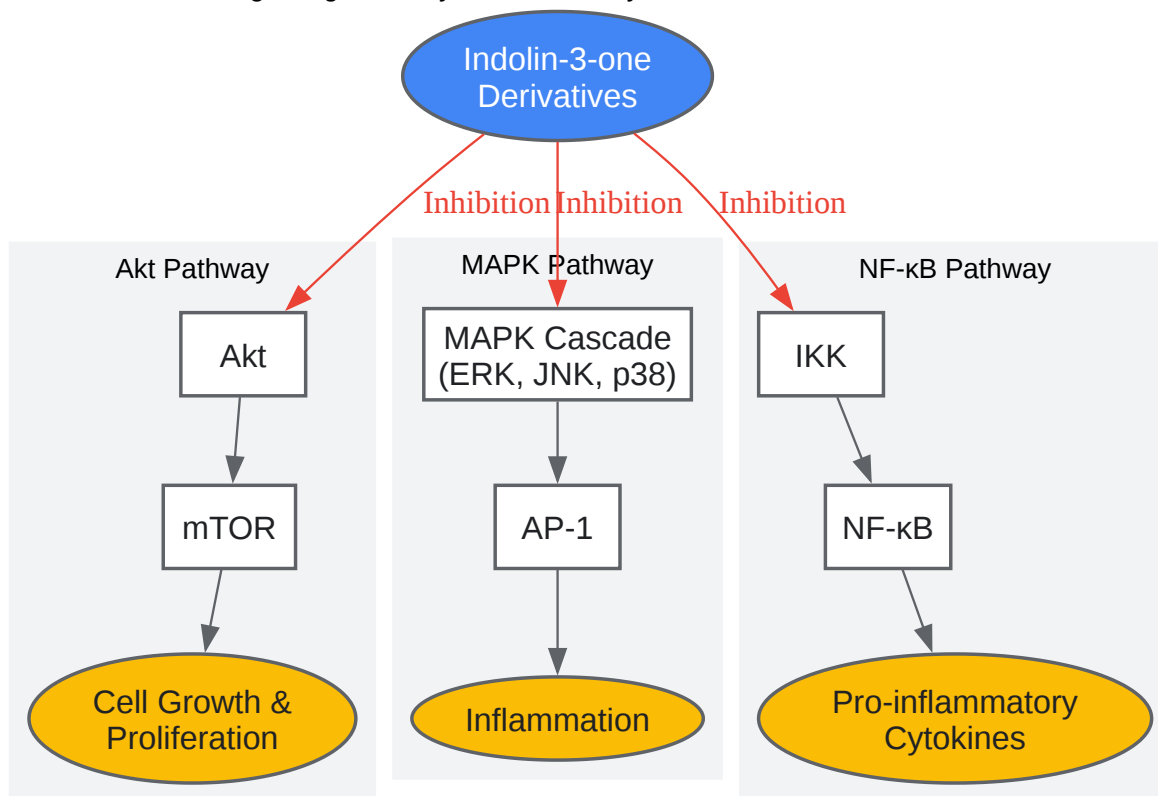 Indolin-3-one
Derivatives
Inhibition Inhibition Inhibition
Akt Pathway
MAPK Pathway
NF-κB Pathway
Akt
MAPK Cascade
(ERK, JNK, p38)
IKK
mTOR
AP-1
NF-κB
Cell Growth &
Proliferation
Inflammation
Pro-inflammatory
Cytokines